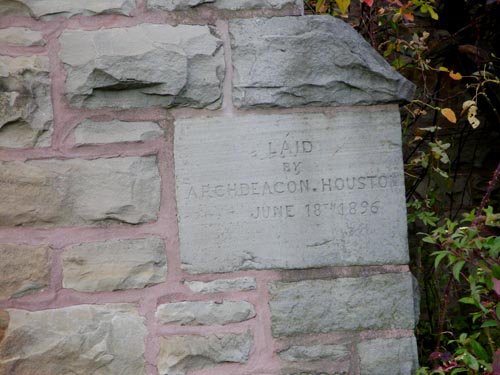 LAID
BY
ARCHDEACON. HOUSTON
JUNE 18TH 1896